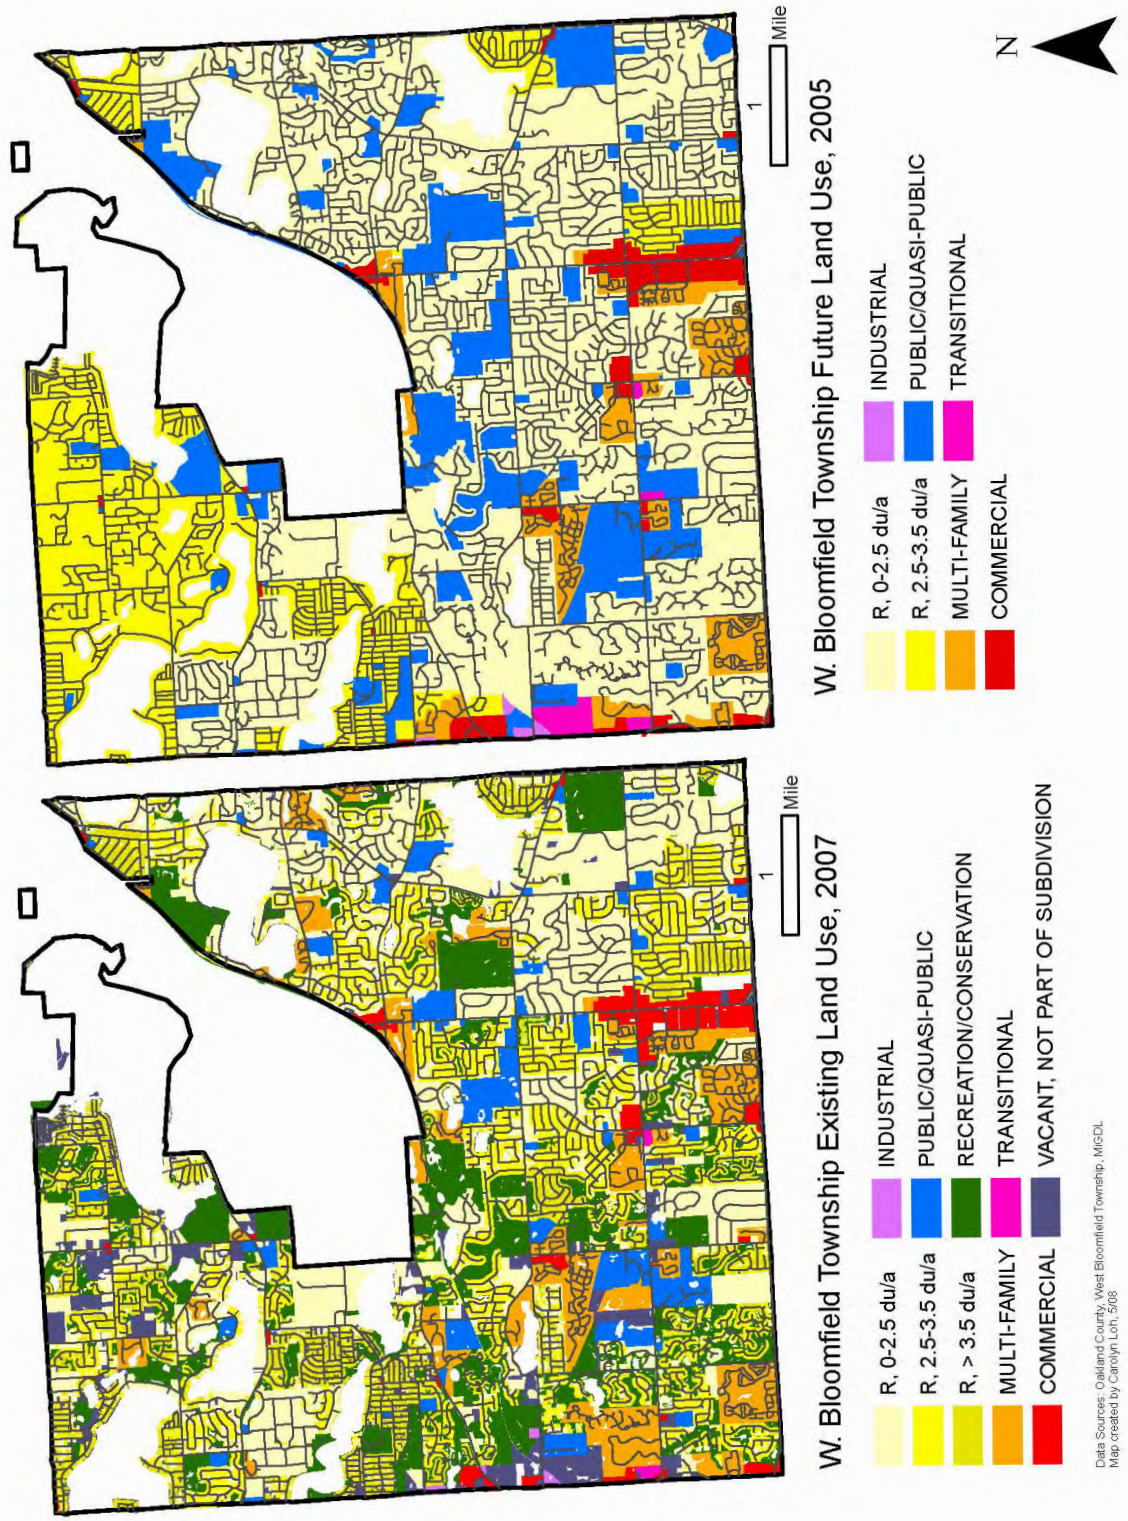 W. Bloomfield Township Existing Land Use, 2007
1
Mile
R, 0-2.5 du/a
R, 2.5-3.5 du/a
R, > 3.5 du/a
MULTI-FAMILY
COMMERCIAL
INDUSTRIAL
PUBLIC/QUASI-PUBLIC
RECREATION/CONSERVATION
TRANSITIONAL
VACANT, NOT PART OF SUBDIVISION
W. Bloomfield Township Future Land Use, 2005
1
Mile
R, 0-2.5 du/a
R, 2.5-3.5 du/a
MULTI-FAMILY
COMMERCIAL
INDUSTRIAL
PUBLIC/QUASI-PUBLIC
TRANSITIONAL
N
Data Sources: Oakland County, West Bloomfield Township, MiGDL
Map created by Carolyn Loh, 5/08